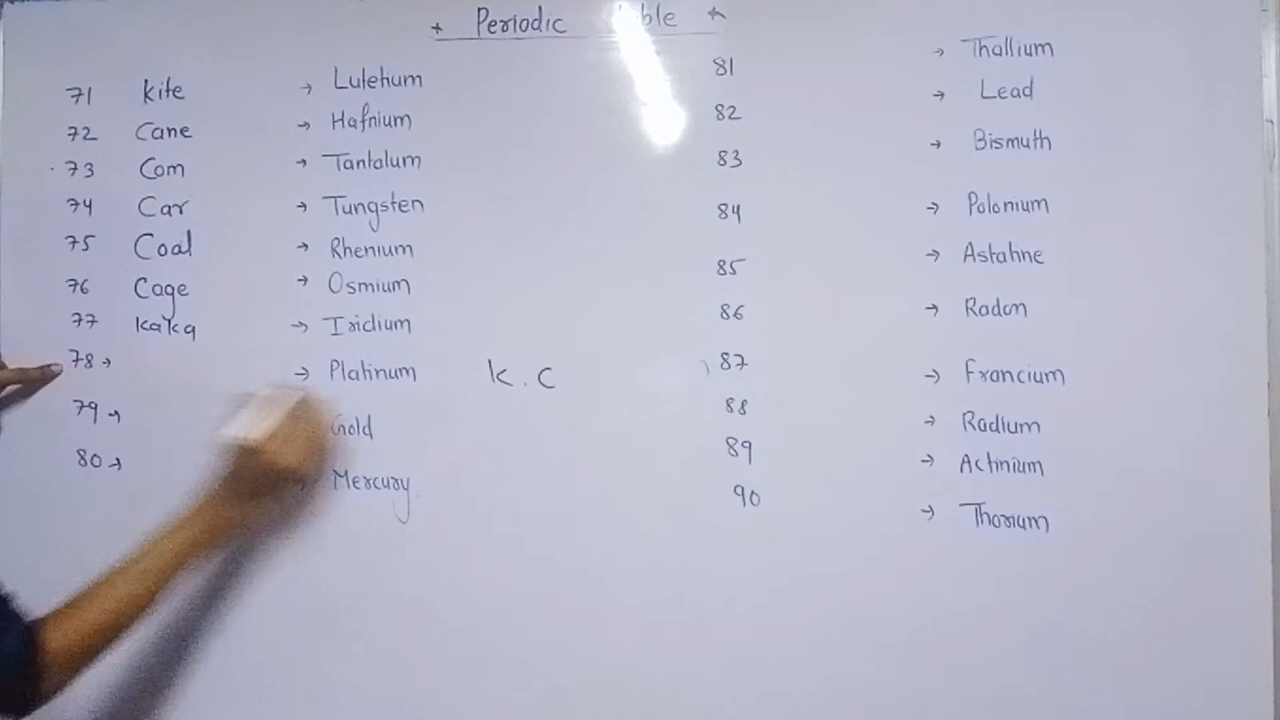 * Periodic ble *
71 Kite → Lutetium
72 Cane → Hafnium
73 Com → Tantalum
74 Car → Tungsten
75 Coal → Rhenium
76 Cage → Osmium
77 Kaka → Iridium
78 → → Platinum K.C
79 → Gold
80 → Mercury
81 → Thallium
82 → Lead
83 → Bismuth
84 → Polonium
85 → Astatine
86 → Radon
87 → Francium
88 → Radium
89 → Actinium
90 → Thorium